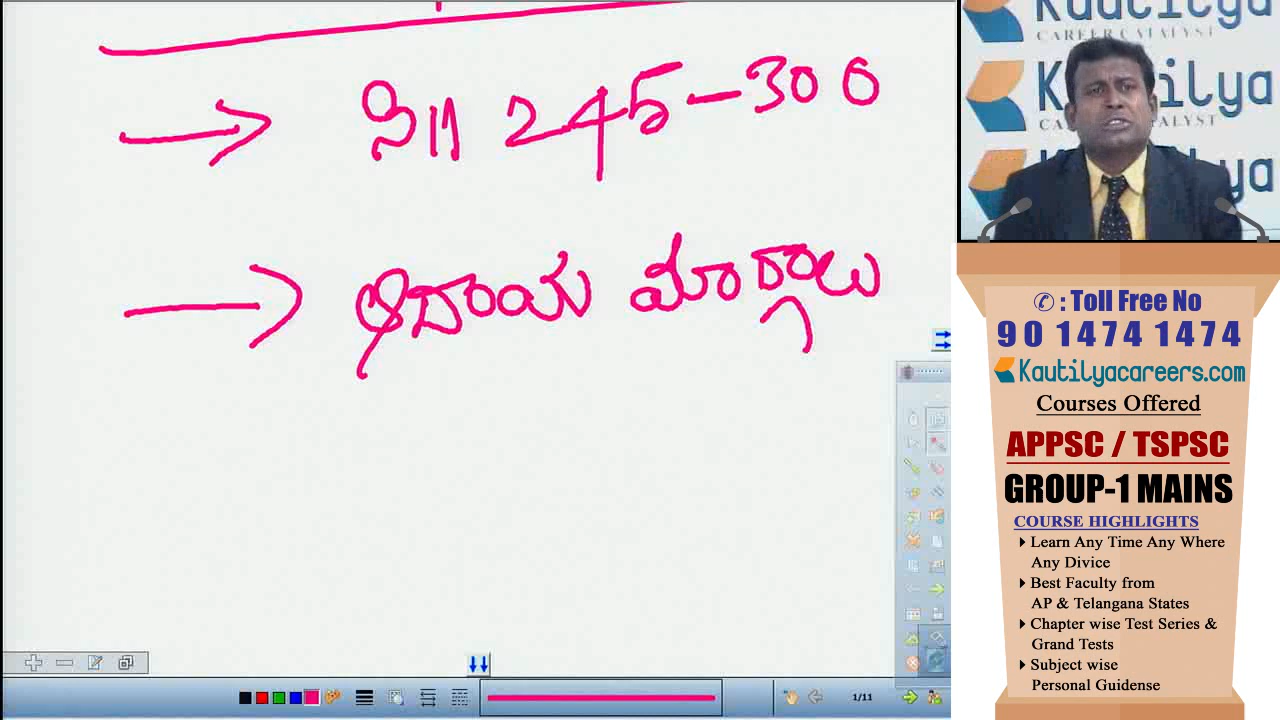 సి॥ 245-300
ఆదాయ మార్గాలు
1/11
Kautilya
CAREER CATALYST
Kautilya
CATALYST
✆ : Toll Free No
90 1474 1474
Kautilyacareers.com
Courses Offered
APPSC / TSPSC
GROUP-1 MAINS
COURSE HIGHLIGHTS
Learn Any Time Any Where
Any Divice
Best Faculty from
AP & Telangana States
Chapter wise Test Series &
Grand Tests
Subject wise
Personal Guidense